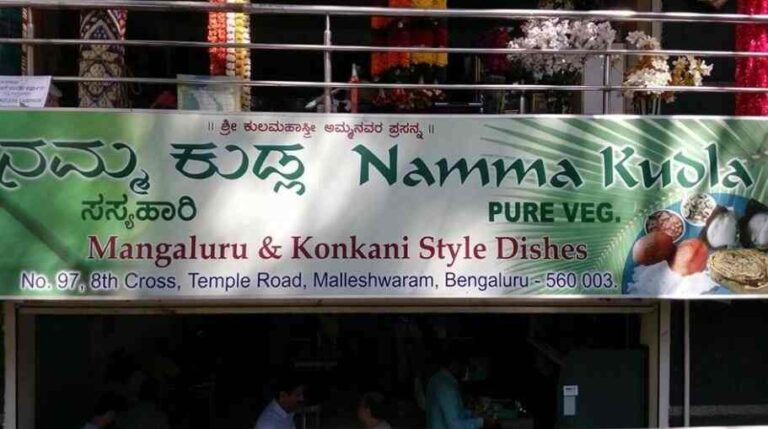 ॥ ಶ್ರೀ ಕುಲಮಹಾಸ್ತ್ರೀ ಅಮ್ಮನವರ ಪ್ರಸನ್ನ ॥
ನಮ್ಮ ಕುಡ್ಲ Namma Kudla
ಸಸ್ಯಹಾರಿ PURE VEG.
Mangaluru & Konkani Style Dishes
No. 97, 8th Cross, Temple Road, Malleshwaram, Bengaluru - 560 003.